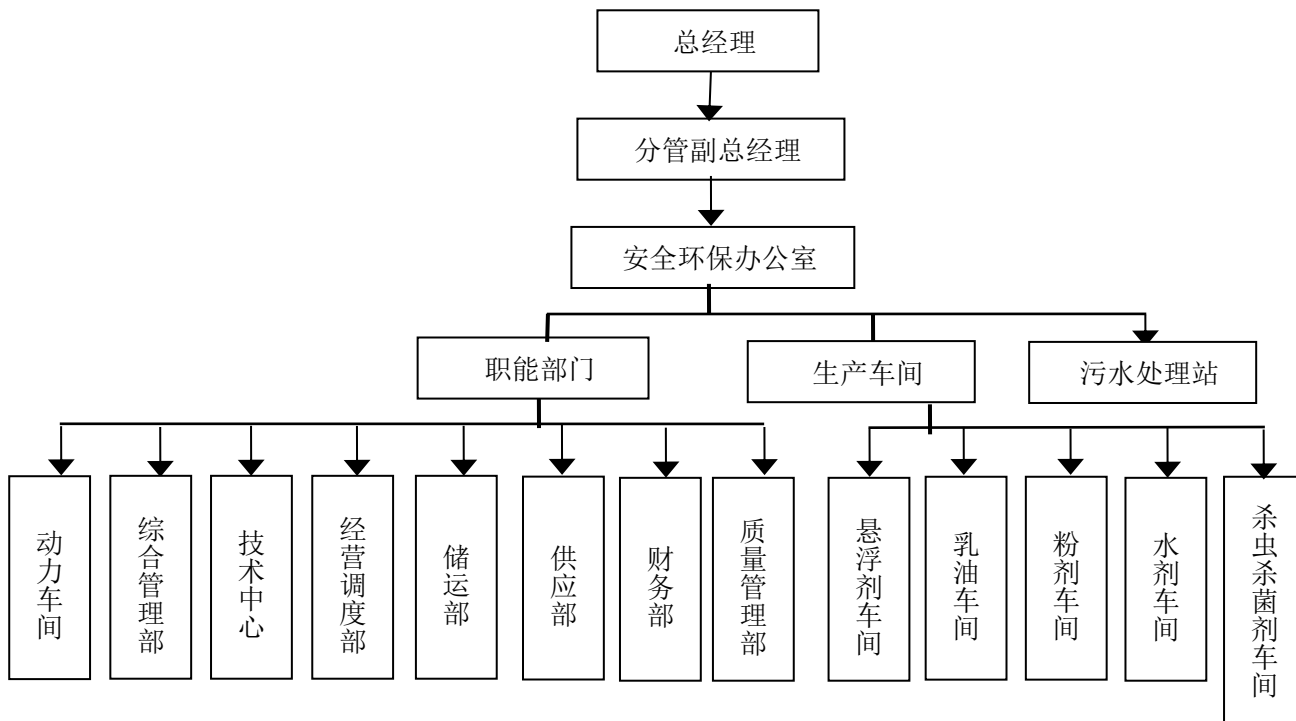 总经理
分管副总经理
安全环保办公室
职能部门
生产车间
污水处理站
动力车间
综合管理部
技术中心
经营调度部
储运部
供应部
财务部
质量管理部
悬浮剂车间
乳油车间
粉剂车间
水剂车间
杀虫杀菌剂车间